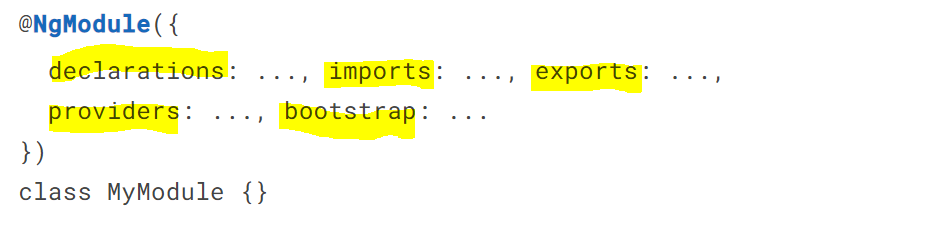 @NgModule({
declarations: ..., imports: ..., exports: ...,
providers: ..., bootstrap: ...
})
class MyModule {}